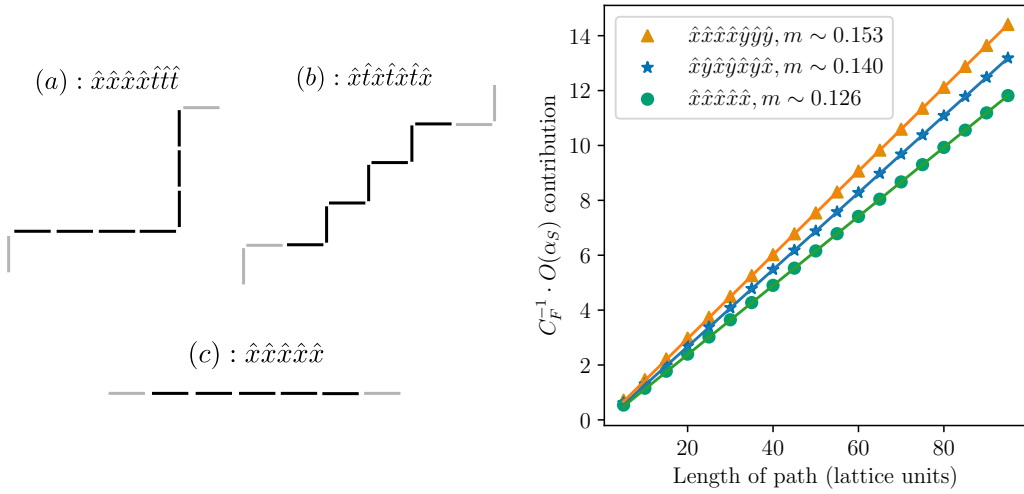 (a) : x̂x̂x̂x̂t̂t̂t̂
(b) : x̂t̂x̂t̂x̂t̂x̂
(c) : x̂x̂x̂x̂x̂
x̂x̂x̂x̂ŷŷŷ, m ∼ 0.153
x̂ŷx̂ŷx̂ŷx̂, m ∼ 0.140
x̂x̂x̂x̂x̂, m ∼ 0.126
C_F^{-1} · O(α_S) contribution
14
12
10
8
6
4
2
0
20 40 60 80
Length of path (lattice units)